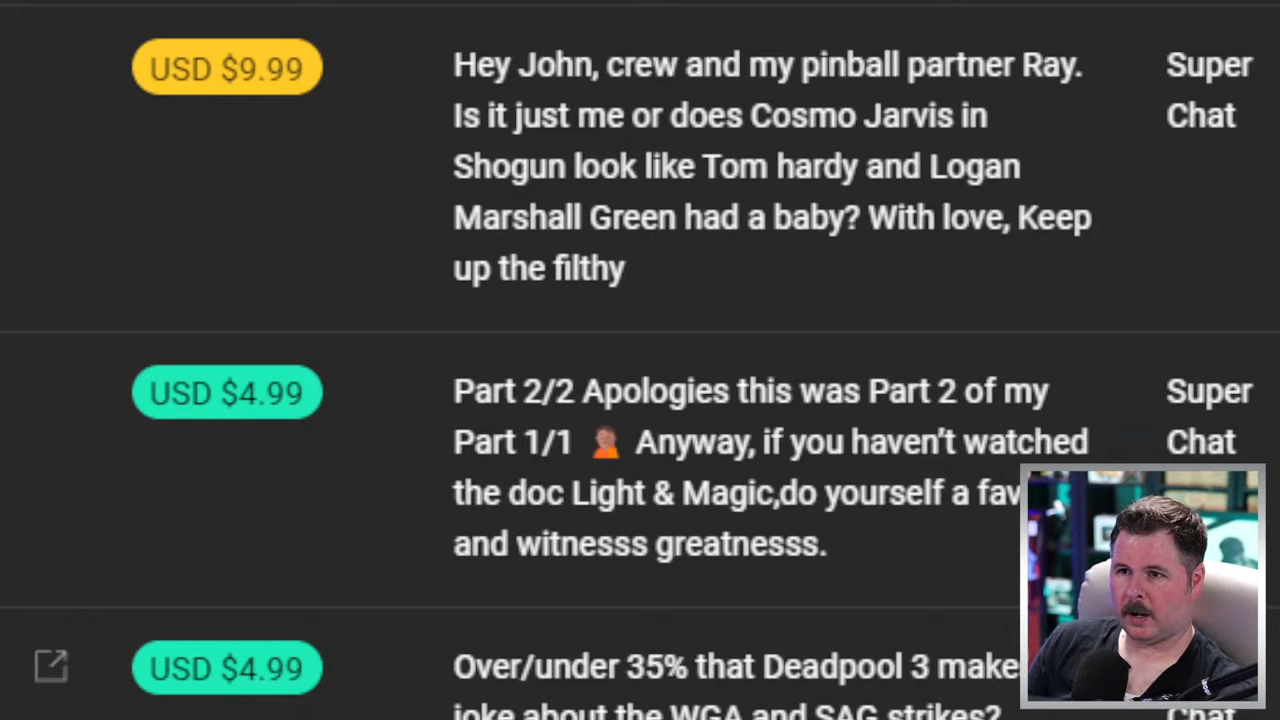 USD $9.99
Hey John, crew and my pinball partner Ray.
Is it just me or does Cosmo Jarvis in
Shogun look like Tom hardy and Logan
Marshall Green had a baby? With love, Keep
up the filthy
Super
Chat
USD $4.99
Part 2/2 Apologies this was Part 2 of my
Part 1/1 🤦🏽 Anyway, if you haven't watched
the doc Light & Magic,do yourself a fav
and witnesss greatnesss.
Super
Chat
USD $4.99
Over/under 35% that Deadpool 3 make
joke about the WGA and SAG strikes?
Chat